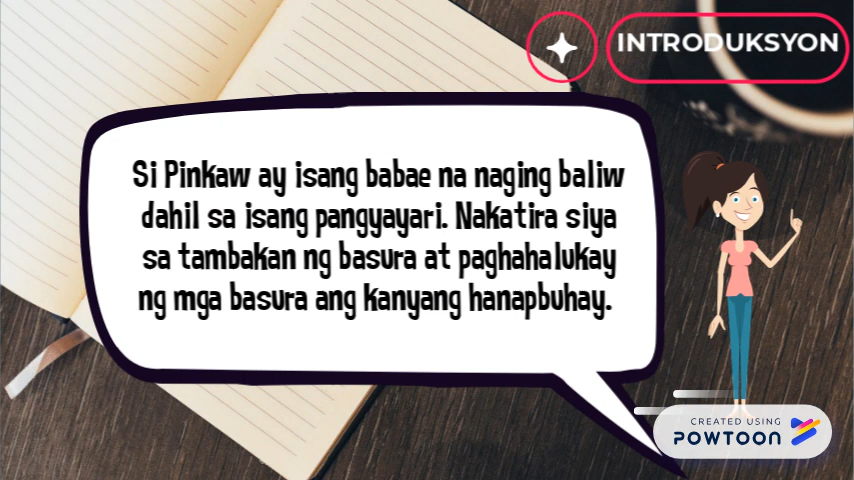 INTRODUKSYON
Si Pinkaw ay isang babae na naging baliw
dahil sa isang pangyayari. Nakatira siya
sa tambakan ng basura at paghahalukay
ng mga basura ang kanyang hanapbuhay.
CREATED USING
POWTOON